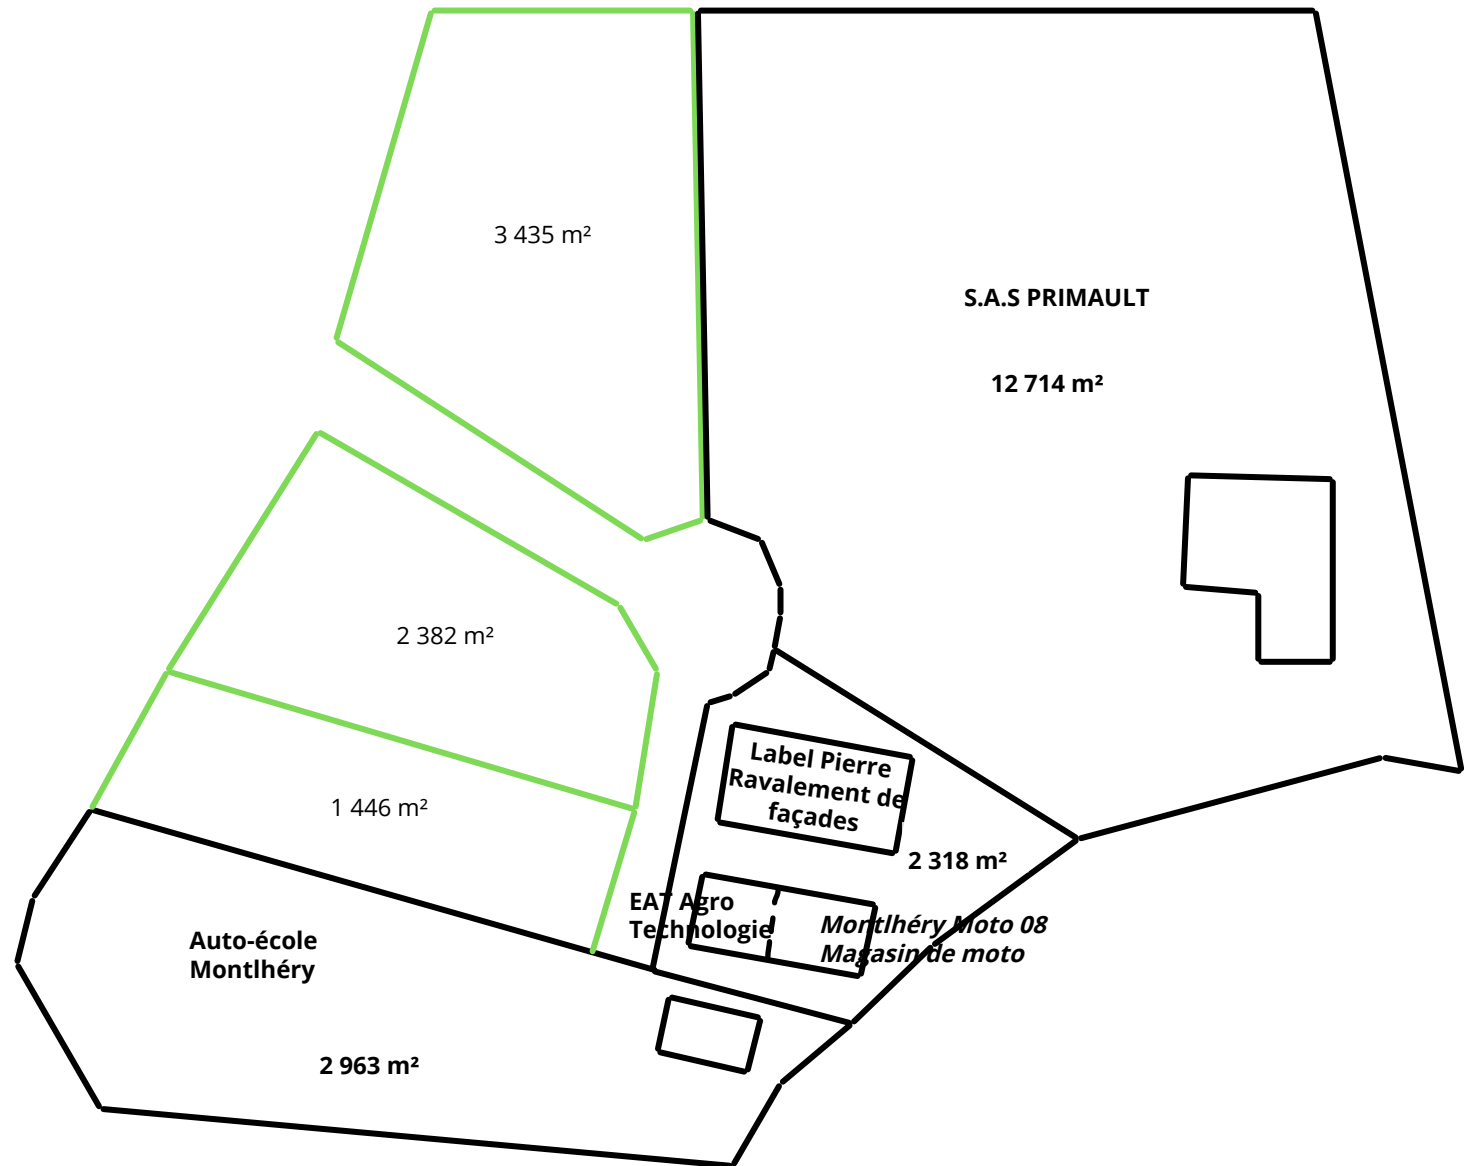 3 435 m²
S.A.S PRIMAULT
12 714 m²
2 382 m²
Label Pierre
Ravalement de
façades
1 446 m²
2 318 m²
EAT Agro
Technologie
Montlhéry Moto 08
Magasin de moto
Auto-école
Montlhéry
2 963 m²